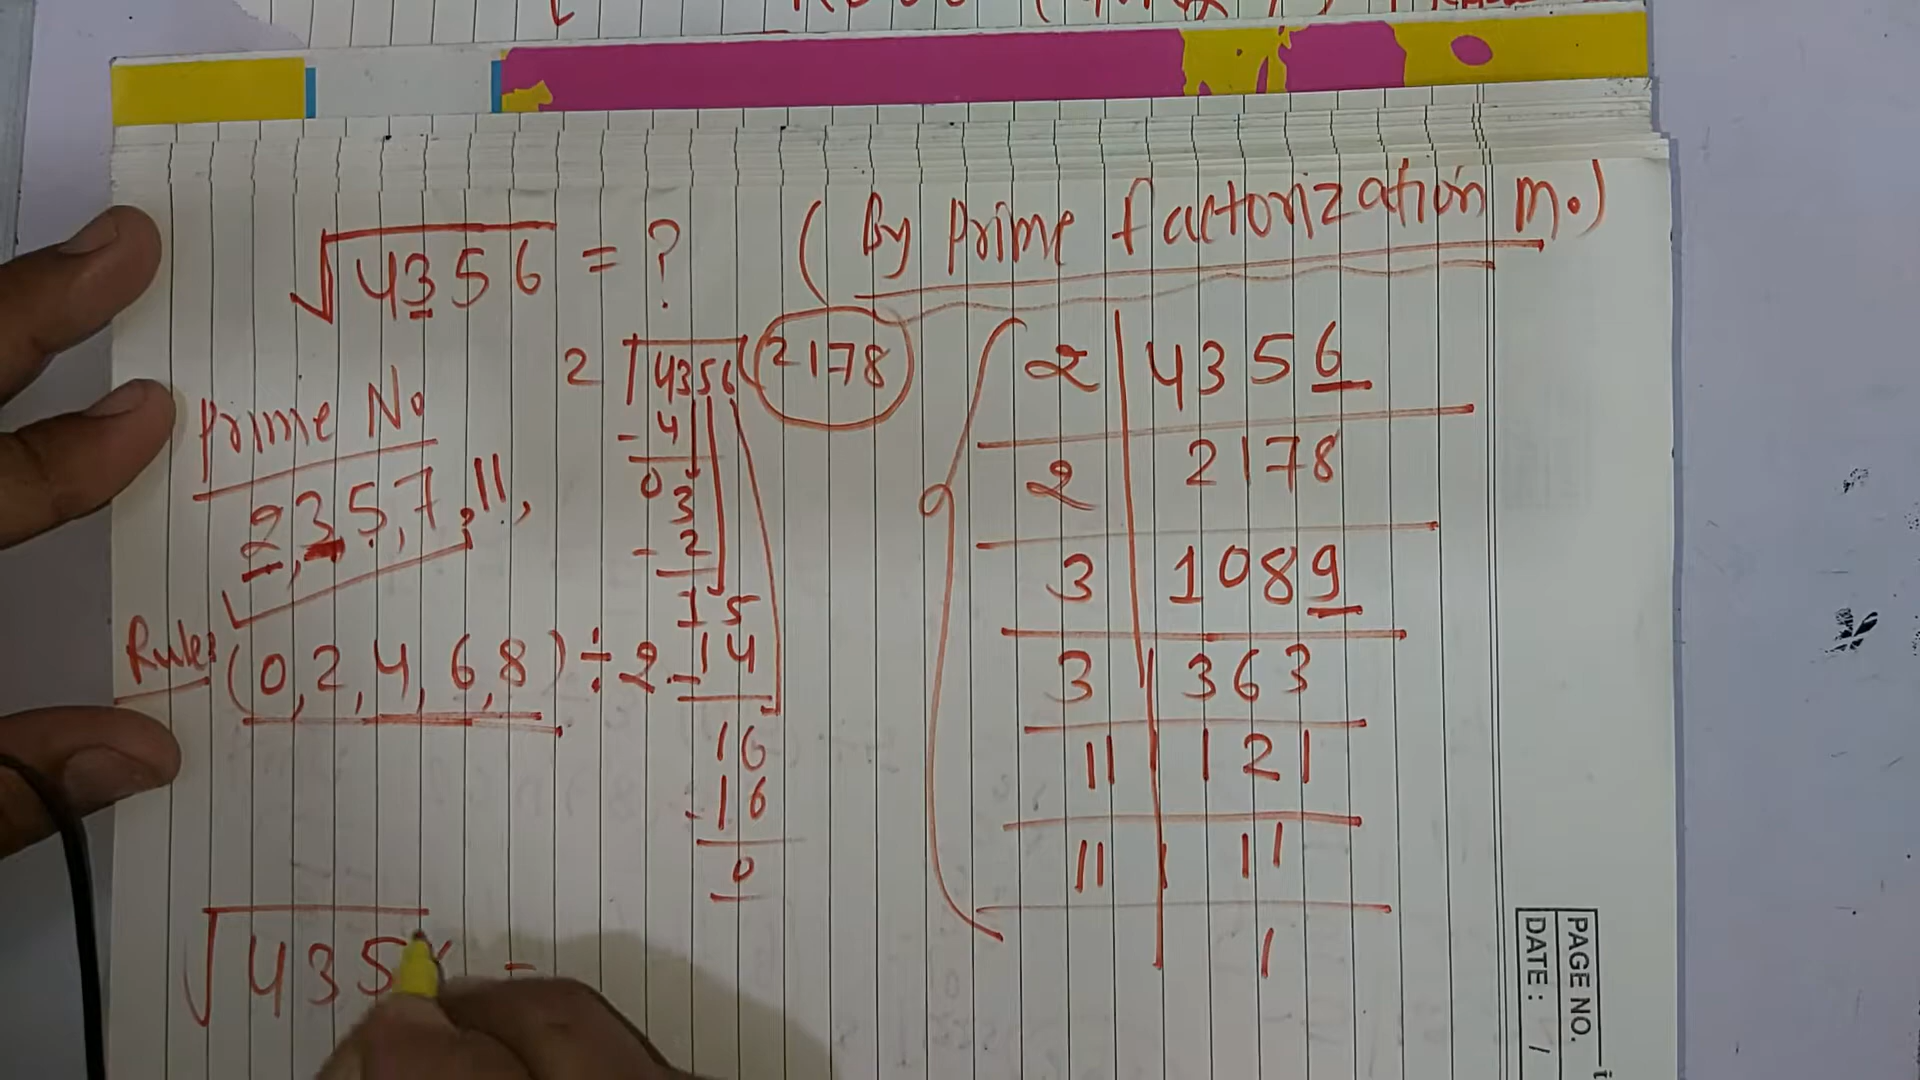 √4356 = ?
(By Prime factorization m.)
Prime No
2,3,5,7,11,
Rules (0,2,4,6,8) ÷ 2
2 √4356 (2178
- 4
03
- 2
15
- 14
16
- 16
0
2 | 4356
2 | 2178
3 | 1089
3 | 363
11 | 121
11 | 11
1
√435
PAGE NO.
DATE: /